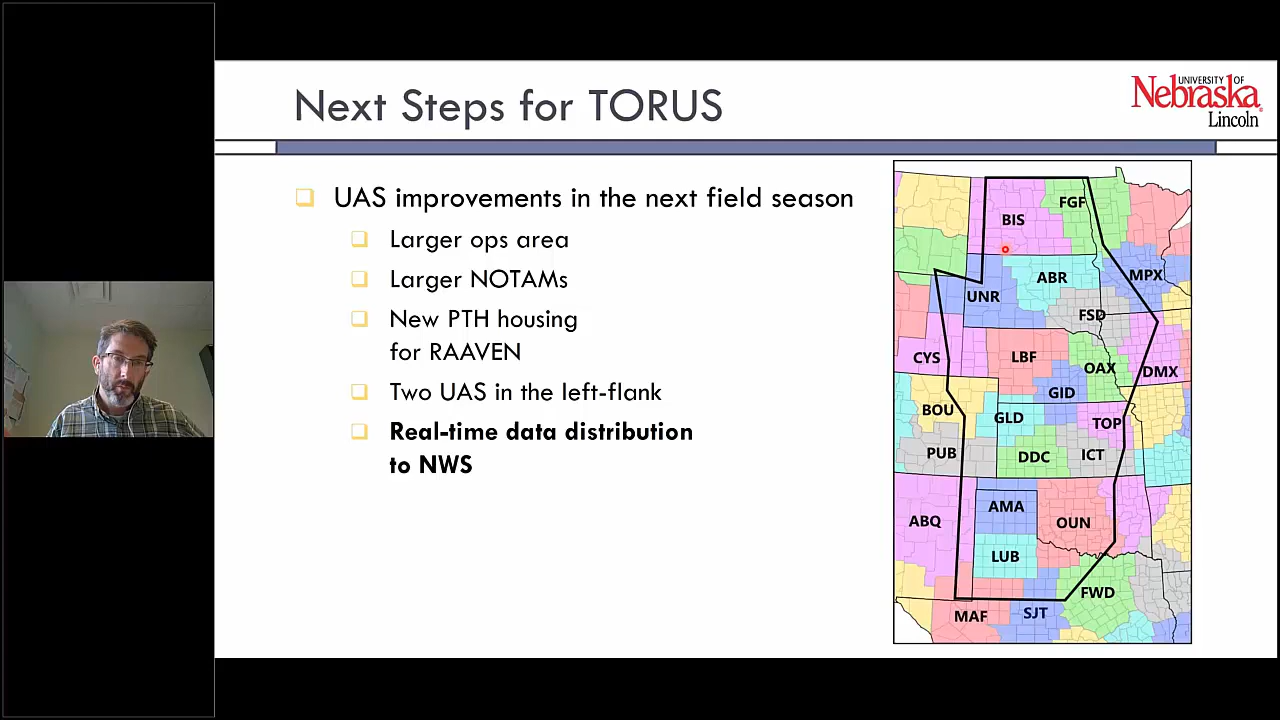 Next Steps for TORUS
UNIVERSITY OF
Nebraska
Lincoln
UAS improvements in the next field season
Larger ops area
Larger NOTAMs
New PTH housing
for RAAVEN
Two UAS in the left-flank
Real-time data distribution
to NWS
FGF
BIS
MPX
ABR
UNR
FSD
CYS
LBF
OAX
DMX
GID
BOU
GLD
TOP
PUB
DDC
ICT
AMA
ABQ
OUN
LUB
FWD
MAF
SJT